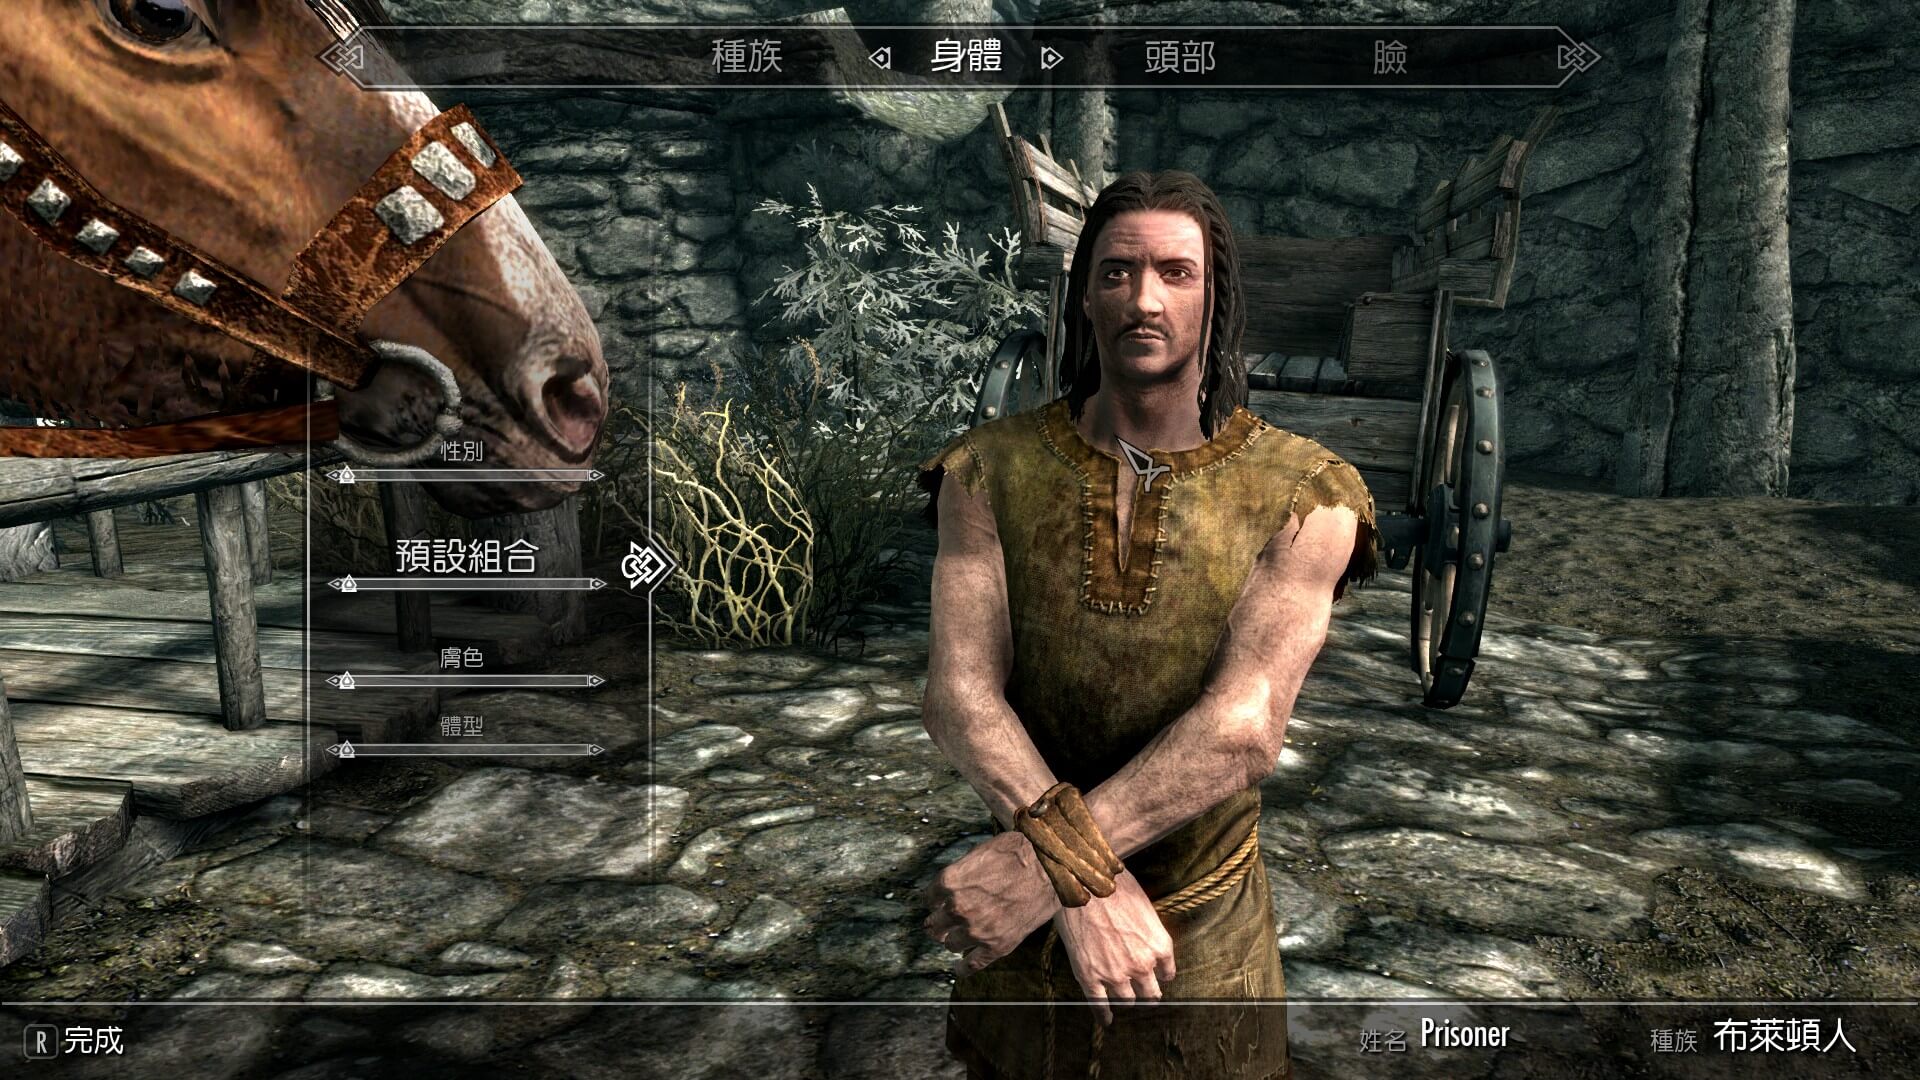 種族 身體 頭部 臉
性別
預設組合
膚色
體型
R 完成 姓名 Prisoner 種族 布萊頓人